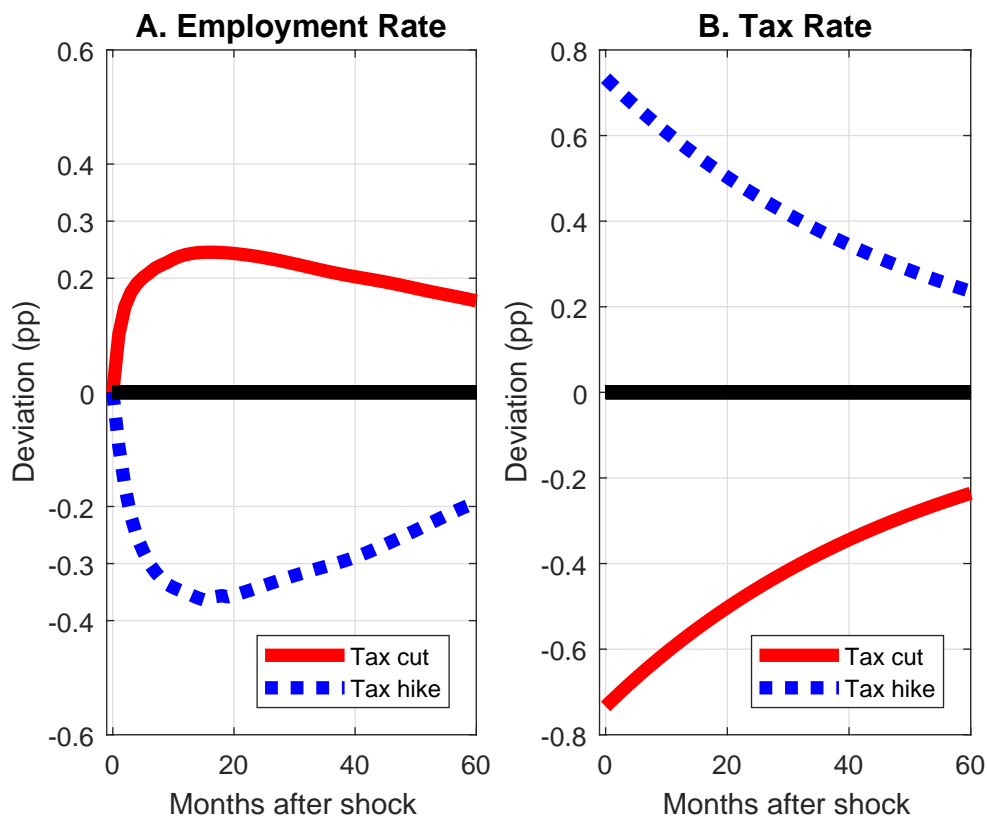 A. Employment Rate
0.6
0.4
0.3
0.2
0
-0.2
-0.3
-0.4
-0.6
Deviation (pp)
Tax cut
Tax hike
0
20
40
60
Months after shock
B. Tax Rate
0.8
0.6
0.4
0.2
0
-0.2
-0.4
-0.6
-0.8
Deviation (pp)
Tax cut
Tax hike
0
20
40
60
Months after shock